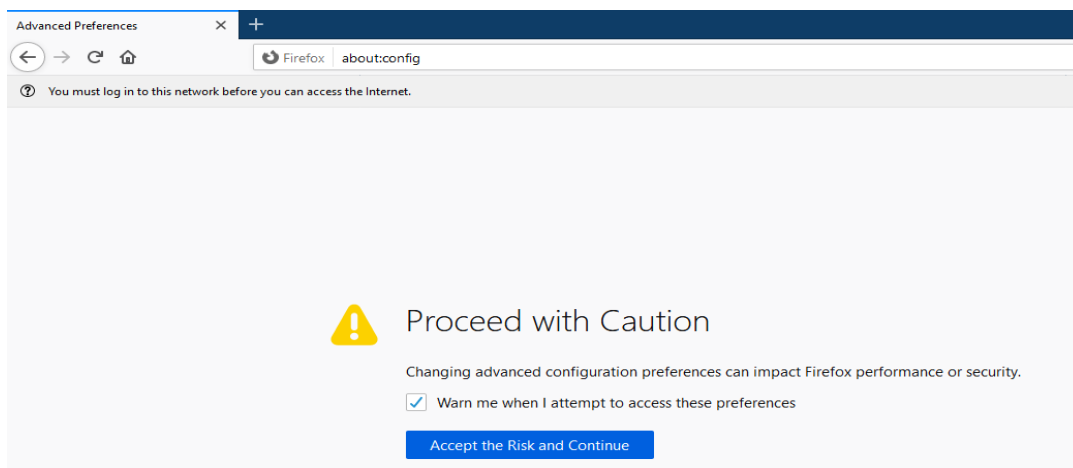 Advanced Preferences
Firefox about:config
You must log in to this network before you can access the Internet.
Proceed with Caution
Changing advanced configuration preferences can impact Firefox performance or security.
Warn me when I attempt to access these preferences
Accept the Risk and Continue